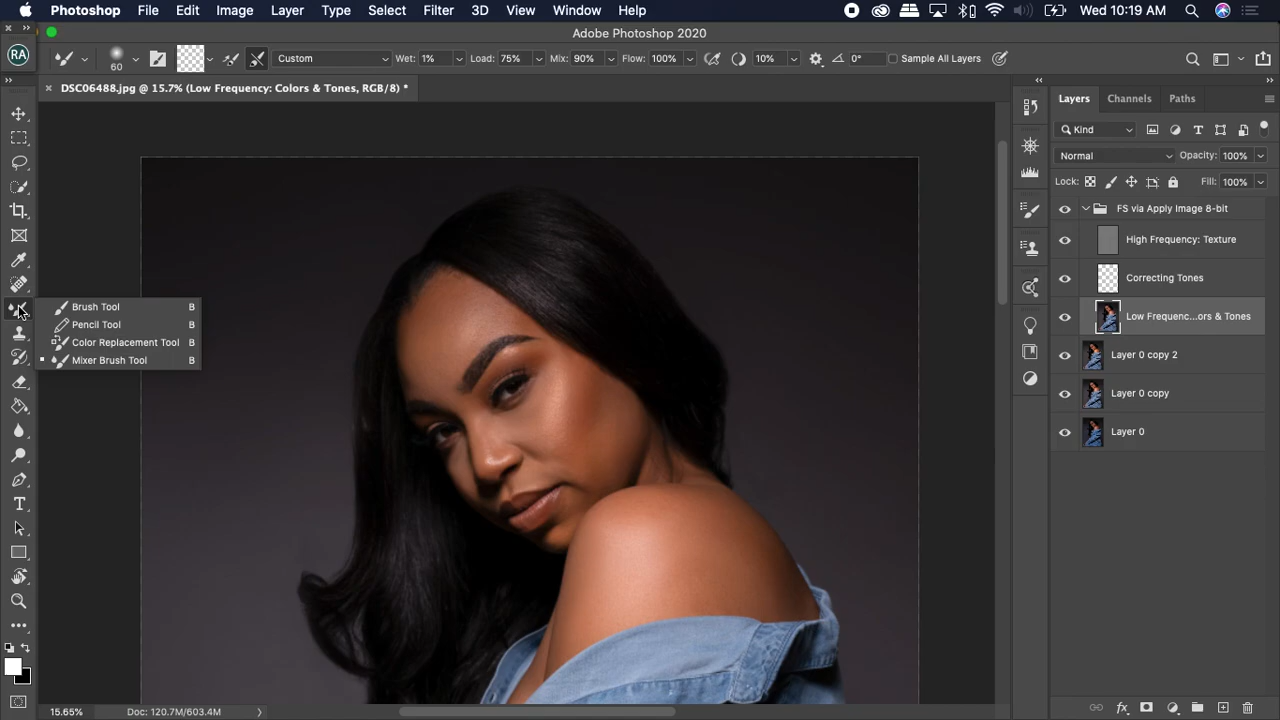 Photoshop File Edit Image Layer Type Select Filter 3D View Window Help Wed 10:19 AM
Adobe Photoshop 2020
RA
60 Custom Wet: 1% Load: 75% Mix: 90% Flow: 100% 10% 0° Sample All Layers
DSC06488.jpg @ 15.7% (Low Frequency: Colors & Tones, RGB/8) *
Layers Channels Paths
Kind
Normal Opacity: 100%
Lock: Fill: 100%
FS via Apply Image 8-bit
High Frequency: Texture
Correcting Tones
Low Frequenc...ors & Tones
Layer 0 copy 2
Layer 0 copy
Layer 0
Brush Tool B
Pencil Tool B
Color Replacement Tool B
Mixer Brush Tool B
15.65% Doc: 120.7M/603.4M